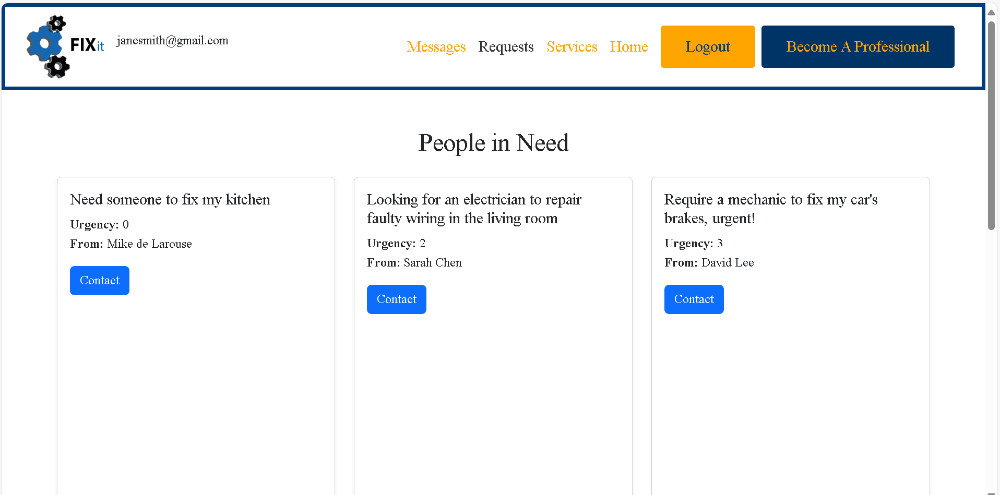 FIXit
janesmith@gmail.com
Messages Requests Services Home Logout Become A Professional
People in Need
Need someone to fix my kitchen
Urgency: 0
From: Mike de Larouse
Contact
Looking for an electrician to repair
faulty wiring in the living room
Urgency: 2
From: Sarah Chen
Contact
Require a mechanic to fix my car's
brakes, urgent!
Urgency: 3
From: David Lee
Contact